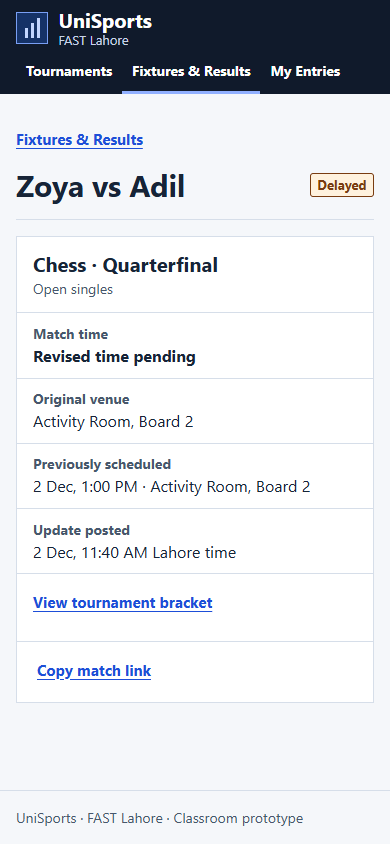 UniSports
FAST Lahore
Tournaments Fixtures & Results My Entries
Fixtures & Results
Zoya vs Adil Delayed
Chess · Quarterfinal
Open singles
Match time
Revised time pending
Original venue
Activity Room, Board 2
Previously scheduled
2 Dec, 1:00 PM · Activity Room, Board 2
Update posted
2 Dec, 11:40 AM Lahore time
View tournament bracket
Copy match link
UniSports · FAST Lahore · Classroom prototype